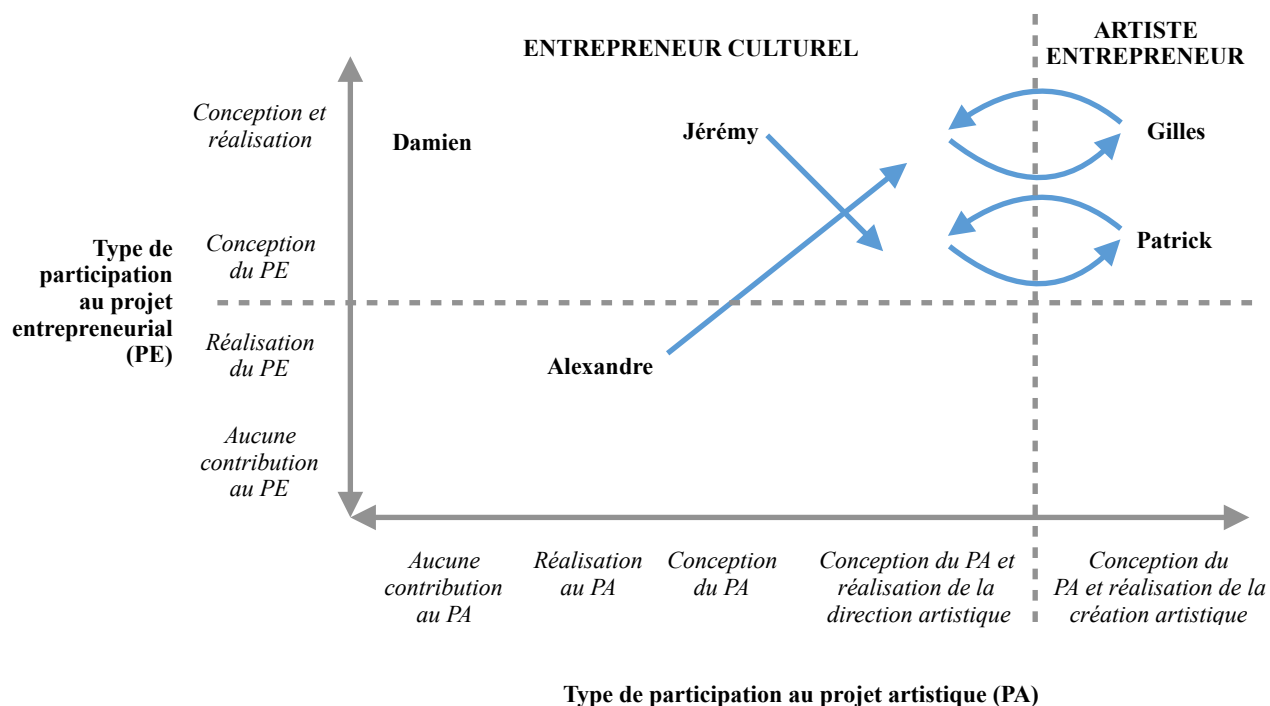 ENTREPRENEUR CULTUREL
ARTISTE
ENTREPRENEUR
Conception et
réalisation
Damien
Jérémy
Gilles
Type de
participation
au projet
entrepreneurial
(PE)
Conception
du PE
Patrick
Réalisation
du PE
Alexandre
Aucune
contribution
au PE
Aucune
contribution
au PA
Réalisation
au PA
Conception
du PA
Conception du PA et
réalisation de la
direction artistique
Conception du
PA et réalisation de la
création artistique
Type de participation au projet artistique (PA)